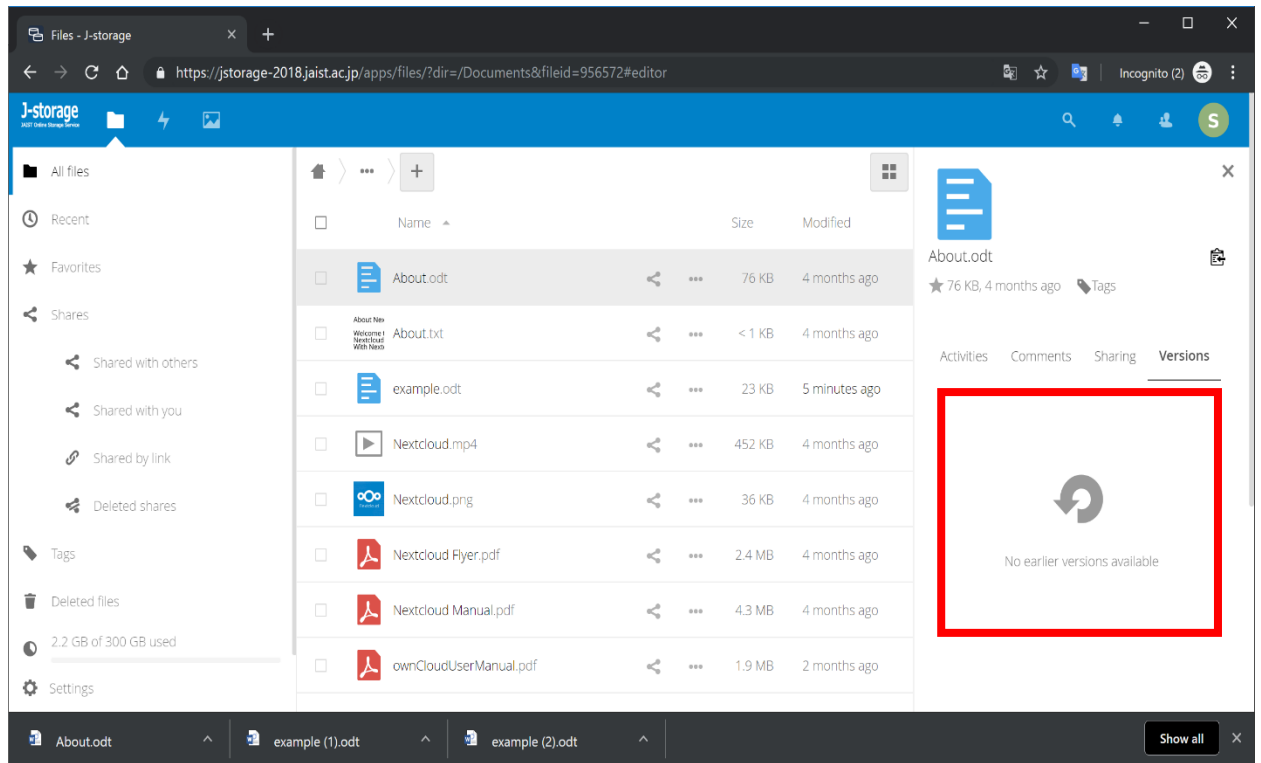 Files - J-storage
https://jstorage-2018.jaist.ac.jp/apps/files/?dir=/Documents&fileid=956572#editor
Incognito (2)
J-storage
JAIST Online Storage Service
S
All files
Recent
Favorites
Shares
Shared with others
Shared with you
Shared by link
Deleted shares
Tags
Deleted files
2.2 GB of 300 GB used
Settings
Name Size Modified
About.odt 76 KB 4 months ago
About Nex
Welcome t
Nextcloud
With Nextc
About.txt < 1 KB 4 months ago
example.odt 23 KB 5 minutes ago
Nextcloud.mp4 452 KB 4 months ago
Nextcloud.png 36 KB 4 months ago
Nextcloud Flyer.pdf 2.4 MB 4 months ago
Nextcloud Manual.pdf 4.3 MB 4 months ago
ownCloudUserManual.pdf 1.9 MB 2 months ago
About.odt
76 KB, 4 months ago Tags
Activities Comments Sharing Versions
No earlier versions available
About.odt example (1).odt example (2).odt Show all